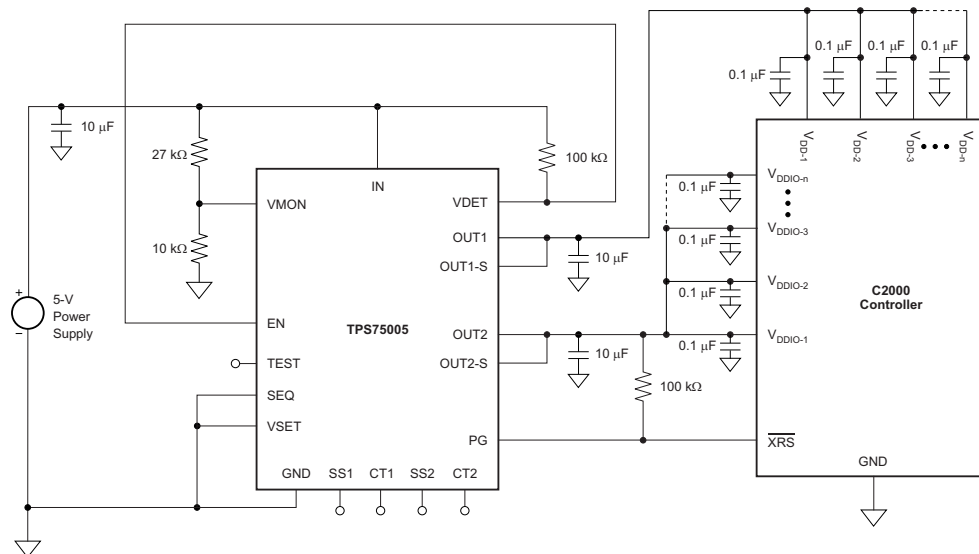 0.1 μF
0.1 μF
0.1 μF
0.1 μF
10 μF
27 kΩ
100 kΩ
10 kΩ
IN
VMON
VDET
OUT1
OUT1-S
EN
TPS75005
OUT2
OUT2-S
TEST
SEQ
VSET
PG
GND
SS1
CT1
SS2
CT2
+
5-V
Power
Supply
−
10 μF
10 μF
100 kΩ
0.1 μF
0.1 μF
0.1 μF
0.1 μF
VDD-1
VDD-2
VDD-3
VDD-n
VDDIO-n
VDDIO-3
VDDIO-2
VDDIO-1
C2000
Controller
XRS
GND